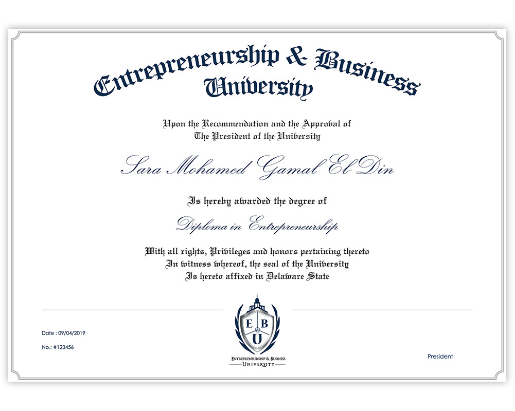 Entrepreneurship & Business
University
Upon the Recommendation and the Approval of
The President of the University
Sara Mohamed Gamal El Din
Is hereby awarded the degree of
Diploma in Entrepreneurship
With all rights, Privileges and honors pertaining thereto
In witness whereof, the seal of the University
Is hereto affixed in Delaware State
E B
U
ENTREPRENEURSHIP & BUSINESS
UNIVERSITY
Date : 09/04/2019
No.: #123456
President